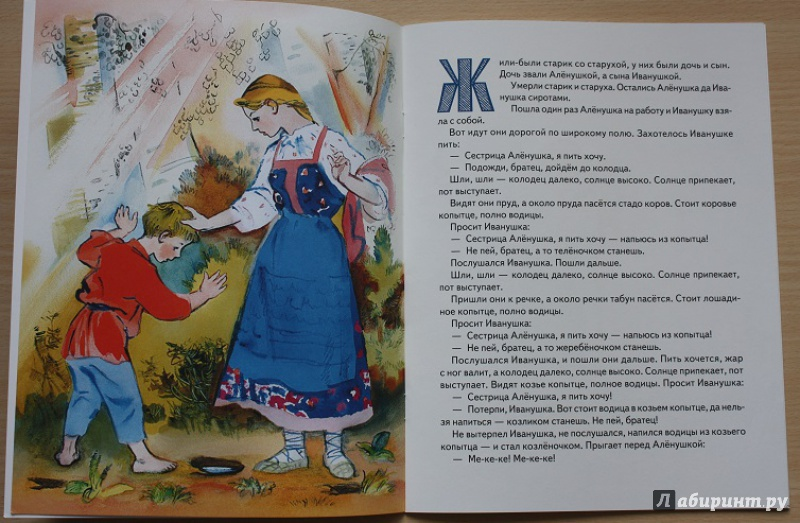 Жили-были старик со старухой, у них были дочь и сын.
Дочь звали Алёнушкой, а сына Иванушкой.
Умерли старик и старуха. Остались Алёнушка да Ива-
нушка сиротами.
Пошла один раз Алёнушка на работу и Иванушку взя-
ла с собой.
Вот идут они дорогой по широкому полю. Захотелось Иванушке
пить:
— Сестрица Алёнушка, я пить хочу.
— Подожди, братец, дойдём до колодца.
Шли, шли — колодец далеко, солнце высоко. Солнце припекает,
пот выступает.
Видят они пруд, а около пруда пасётся стадо коров. Стоит коровье
копытце, полно водицы.
Просит Иванушка:
— Сестрица Алёнушка, я пить хочу — напьюсь из копытца!
— Не пей, братец, а то телёночком станешь.
Послушался Иванушка. Пошли дальше.
Шли, шли — колодец далеко, солнце высоко. Солнце припекает,
пот выступает.
Пришли они к речке, а около речки табун пасётся. Стоит лошади-
ное копытце, полно водицы.
Просит Иванушка:
— Сестрица Алёнушка, я пить хочу — напьюсь из копытца!
— Не пей, братец, а то жеребёночком станешь.
Послушался Иванушка, и пошли они дальше. Пить хочется, жар
с ног валит, а колодец далеко, солнце высоко. Солнце припекает, пот
выступает. Видят козье копытце, полное водицы. Просит Иванушка:
— Сестрица Алёнушка, я пить хочу!
— Потерпи, Иванушка. Вот стоит водица в козьем копытце, да нель-
зя напиться — козликом станешь. Не пей, братец!
Не вытерпел Иванушка, не послушался, напился водицы из козьего
копытца — и стал козлёночком. Прыгает перед Алёнушкой:
— Ме-ке-ке! Ме-ке-ке!
Лабиринт.ру